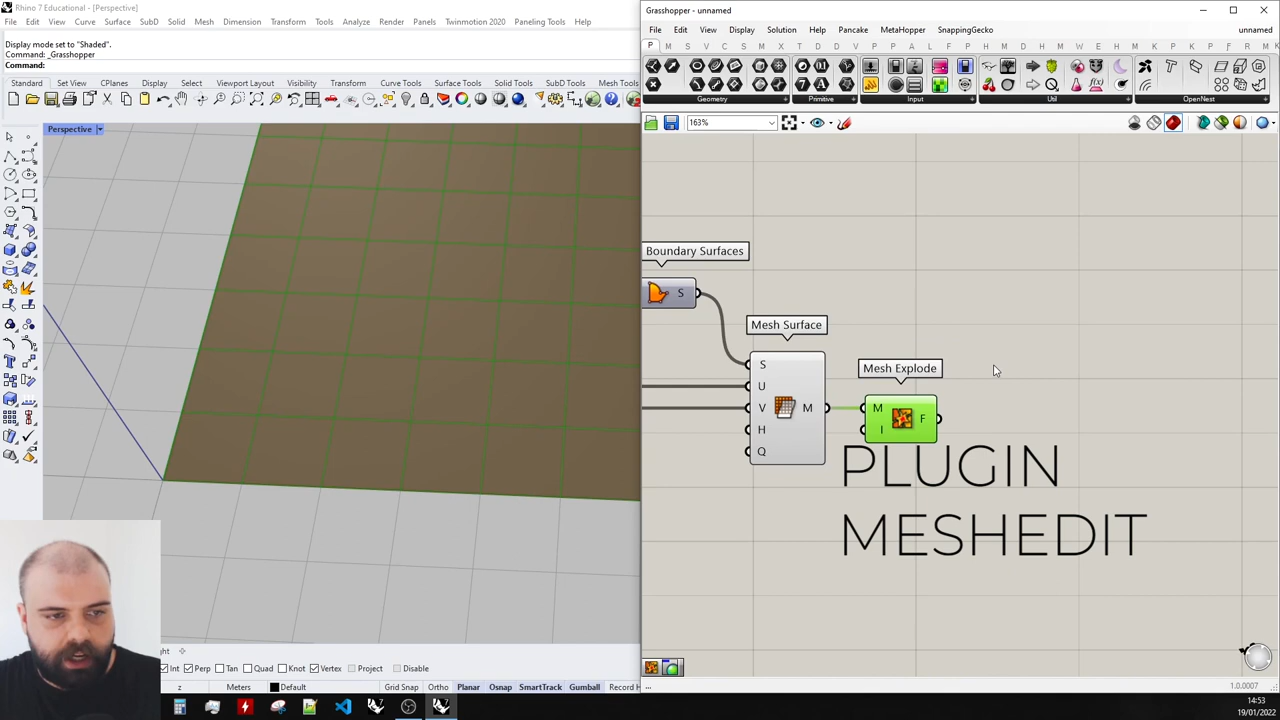 Rhino 7 Educational - [Perspective]
File Edit View Curve Surface SubD Solid Mesh Dimension Transform Tools Analyze Render Panels Twinmotion 2020 Paneling Tools Help
Display mode set to "Shaded".
Command: _Grasshopper
Command:
Standard Set View CPlanes Display Select Viewport Layout Visibility Transform Curve Tools Surface Tools Solid Tools SubD Tools Mesh Tools
Perspective
Int Perp Tan Quad Knot Vertex Project Disable
z Meters Default Grid Snap Ortho Planar Osnap SmartTrack Gumball Record H
Grasshopper - unnamed
File Edit View Display Solution Help Pancake MetaHopper SnappingGecko unnamed
Geometry Primitive Input Util OpenNest
163%
Boundary Surfaces
S
Mesh Surface
S
U
V M
H
Q
Mesh Explode
M
I F
PLUGIN
MESHEDIT
...
1.0.0007
14:53
19/01/2022